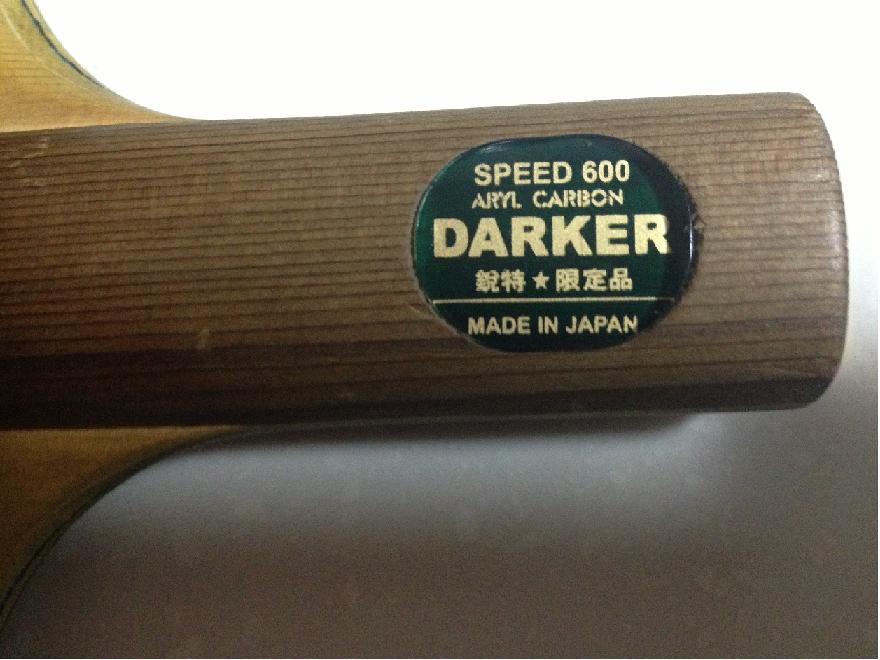 SPEED 600
ARYL CARBON
DARKER
鋭特★限定品
MADE IN JAPAN